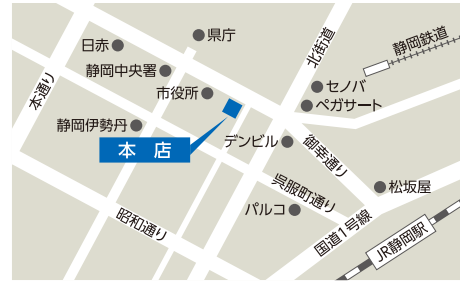 県庁
日赤
北街道
静岡鉄道
静岡中央署
本通り
市役所
セノバ
ペガサート
静岡伊勢丹
本 店
デンビル
御幸通り
呉服町通り
松坂屋
パルコ
昭和通り
国道1号線
JR静岡駅